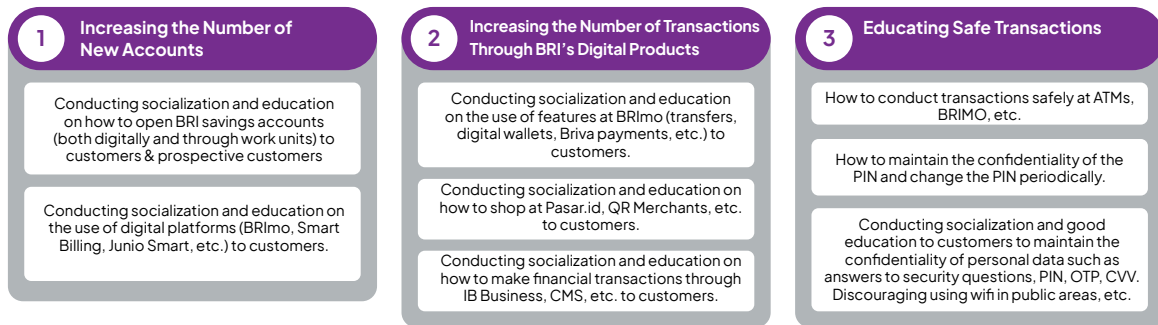 1
Increasing the Number of
New Accounts
Conducting socialization and education
on how to open BRI savings accounts
(both digitally and through work units) to
customers & prospective customers
Conducting socialization and education on
the use of digital platforms (BRImo, Smart
Billing, Junio Smart, etc.) to customers.
2
Increasing the Number of Transactions
Through BRI's Digital Products
Conducting socialization and education
on the use of features at BRImo (transfers,
digital wallets, Briva payments, etc.) to
customers.
Conducting socialization and education on
how to shop at Pasar.id, QR Merchants, etc.
to customers.
Conducting socialization and education on
how to make financial transactions through
IB Business, CMS, etc. to customers.
3
Educating Safe Transactions
How to conduct transactions safely at ATMs,
BRIMO, etc.
How to maintain the confidentiality of the
PIN and change the PIN periodically.
Conducting socialization and good
education to customers to maintain the
confidentiality of personal data such as
answers to security questions, PIN, OTP, CVV.
Discouraging using wifi in public areas, etc.